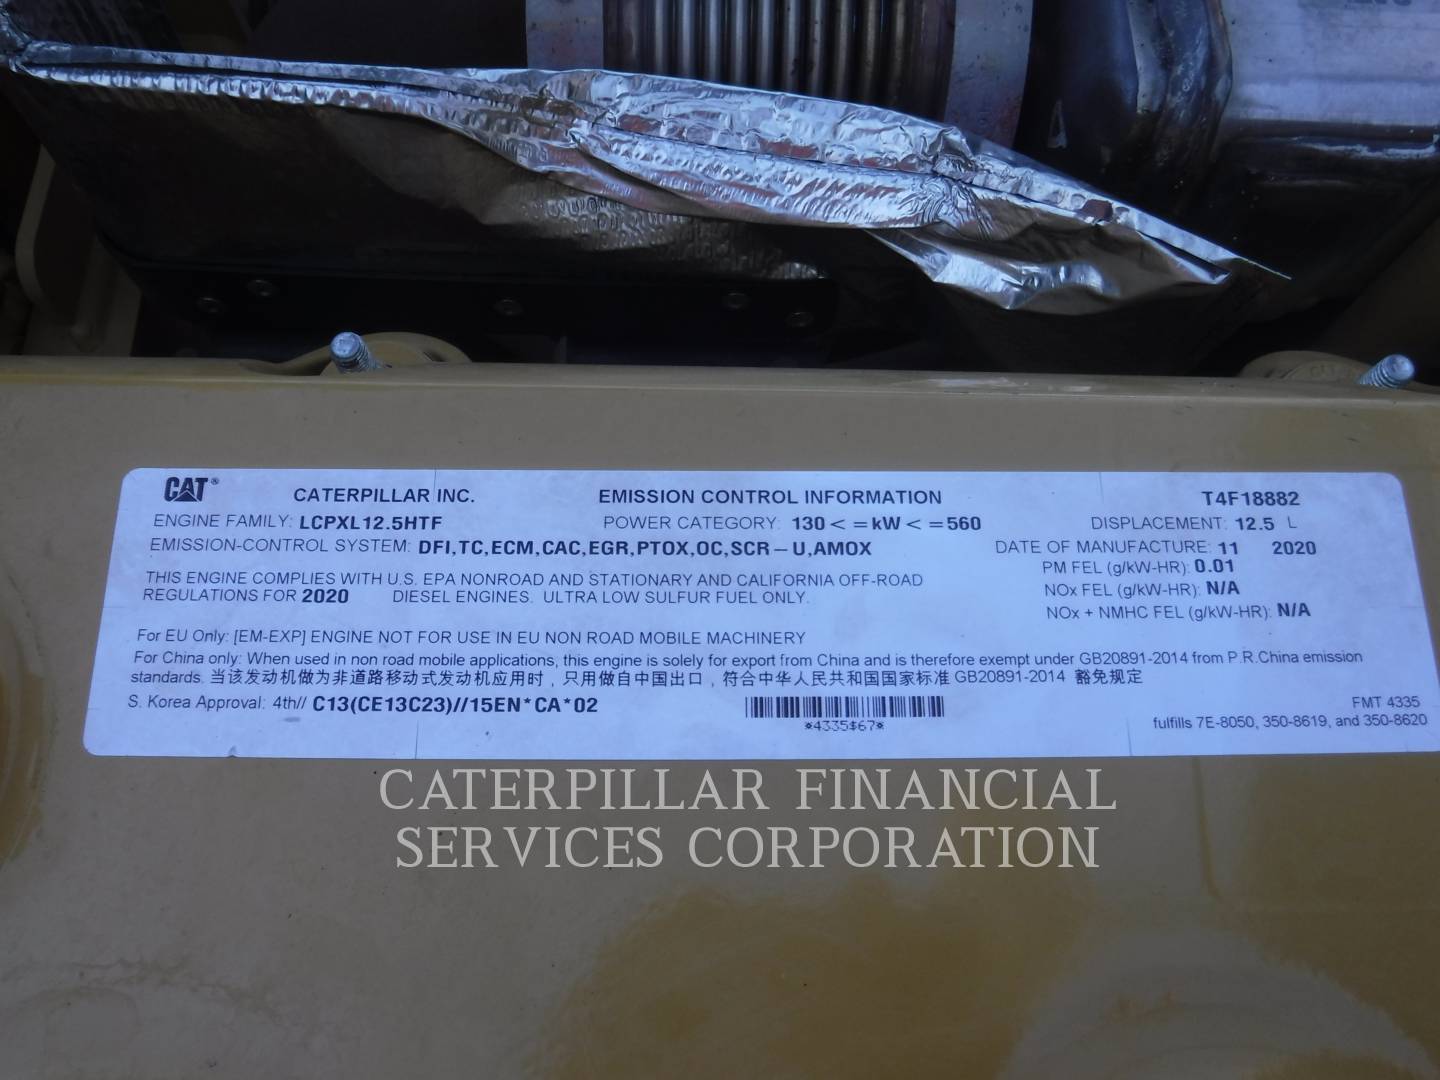 CAT® CATERPILLAR INC. EMISSION CONTROL INFORMATION T4F18882
ENGINE FAMILY: LCPXL12.5HTF POWER CATEGORY: 130 < = kW < = 560 DISPLACEMENT: 12.5 L
EMISSION-CONTROL SYSTEM: DFI,TC,ECM,CAC,EGR,PTOX,OC,SCR-U,AMOX DATE OF MANUFACTURE: 11 2020
PM FEL (g/kW-HR): 0.01
THIS ENGINE COMPLIES WITH U.S. EPA NONROAD AND STATIONARY AND CALIFORNIA OFF-ROAD
NOx FEL (g/kW-HR): N/A
REGULATIONS FOR 2020 DIESEL ENGINES. ULTRA LOW SULFUR FUEL ONLY.
NOx + NMHC FEL (g/kW-HR): N/A
For EU Only: [EM-EXP] ENGINE NOT FOR USE IN EU NON ROAD MOBILE MACHINERY
For China only: When used in non road mobile applications, this engine is solely for export from China and is therefore exempt under GB20891-2014 from P.R.China emission
standards. 当该发动机做为非道路移动式发动机应用时，只用做自中国出口，符合中华人民共和国国家标准 GB20891-2014 豁免规定
S. Korea Approval: 4th// C13(CE13C23)//15EN*CA*02 FMT 4335
*4335$67* fulfills 7E-8050, 350-8619, and 350-8620
CATERPILLAR FINANCIAL
SERVICES CORPORATION